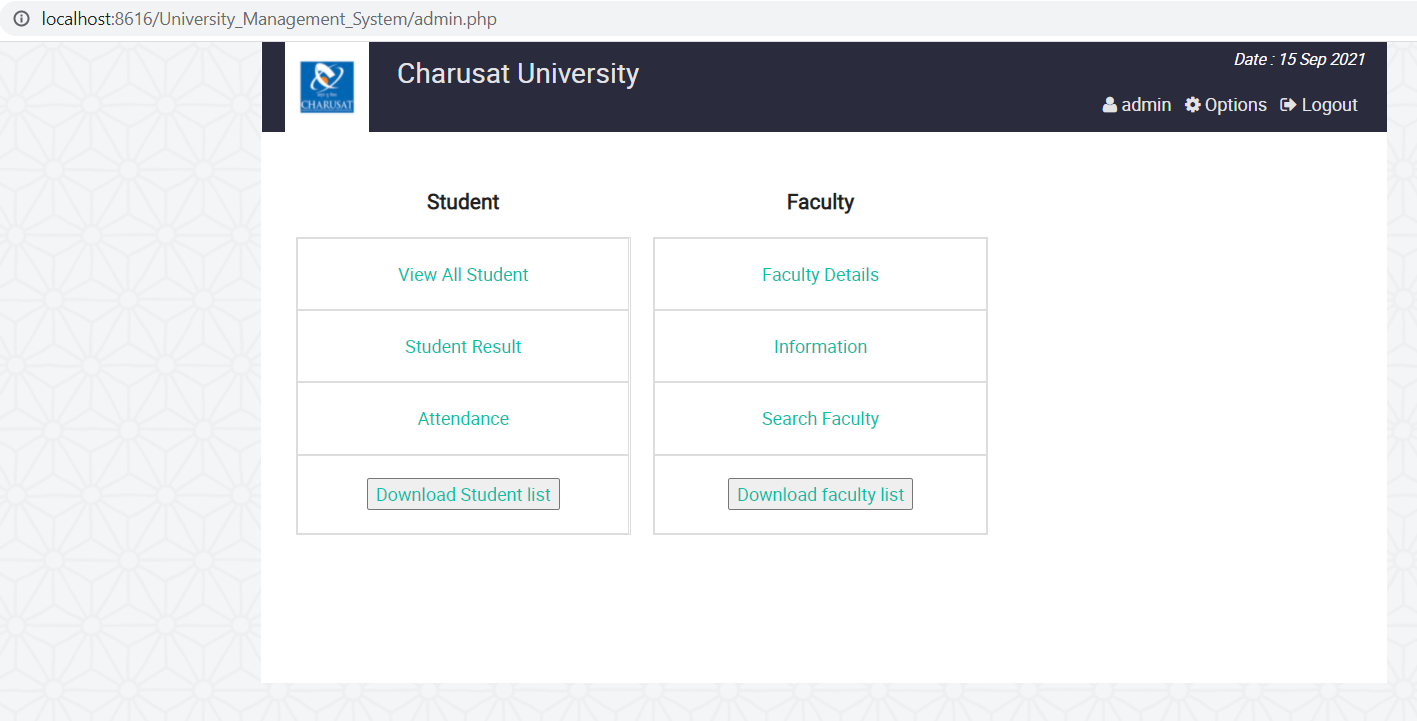 localhost:8616/University_Management_System/admin.php
Date : 15 Sep 2021
CHARUSAT
Charusat University
admin Options Logout
Student
View All Student
Student Result
Attendance
Download Student list
Faculty
Faculty Details
Information
Search Faculty
Download faculty list